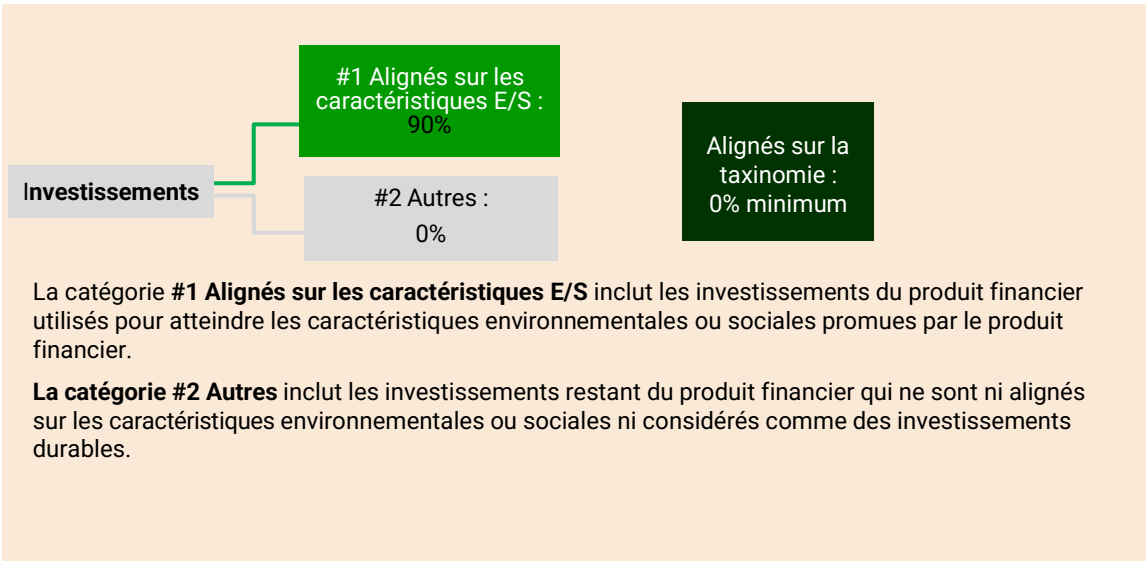 #1 Alignés sur les
caractéristiques E/S :
90%
Investissements
#2 Autres :
0%
Alignés sur la
taxinomie :
0% minimum
La catégorie #1 Alignés sur les caractéristiques E/S inclut les investissements du produit financier
utilisés pour atteindre les caractéristiques environnementales ou sociales promues par le produit
financier.
La catégorie #2 Autres inclut les investissements restant du produit financier qui ne sont ni alignés
sur les caractéristiques environnementales ou sociales ni considérés comme des investissements
durables.